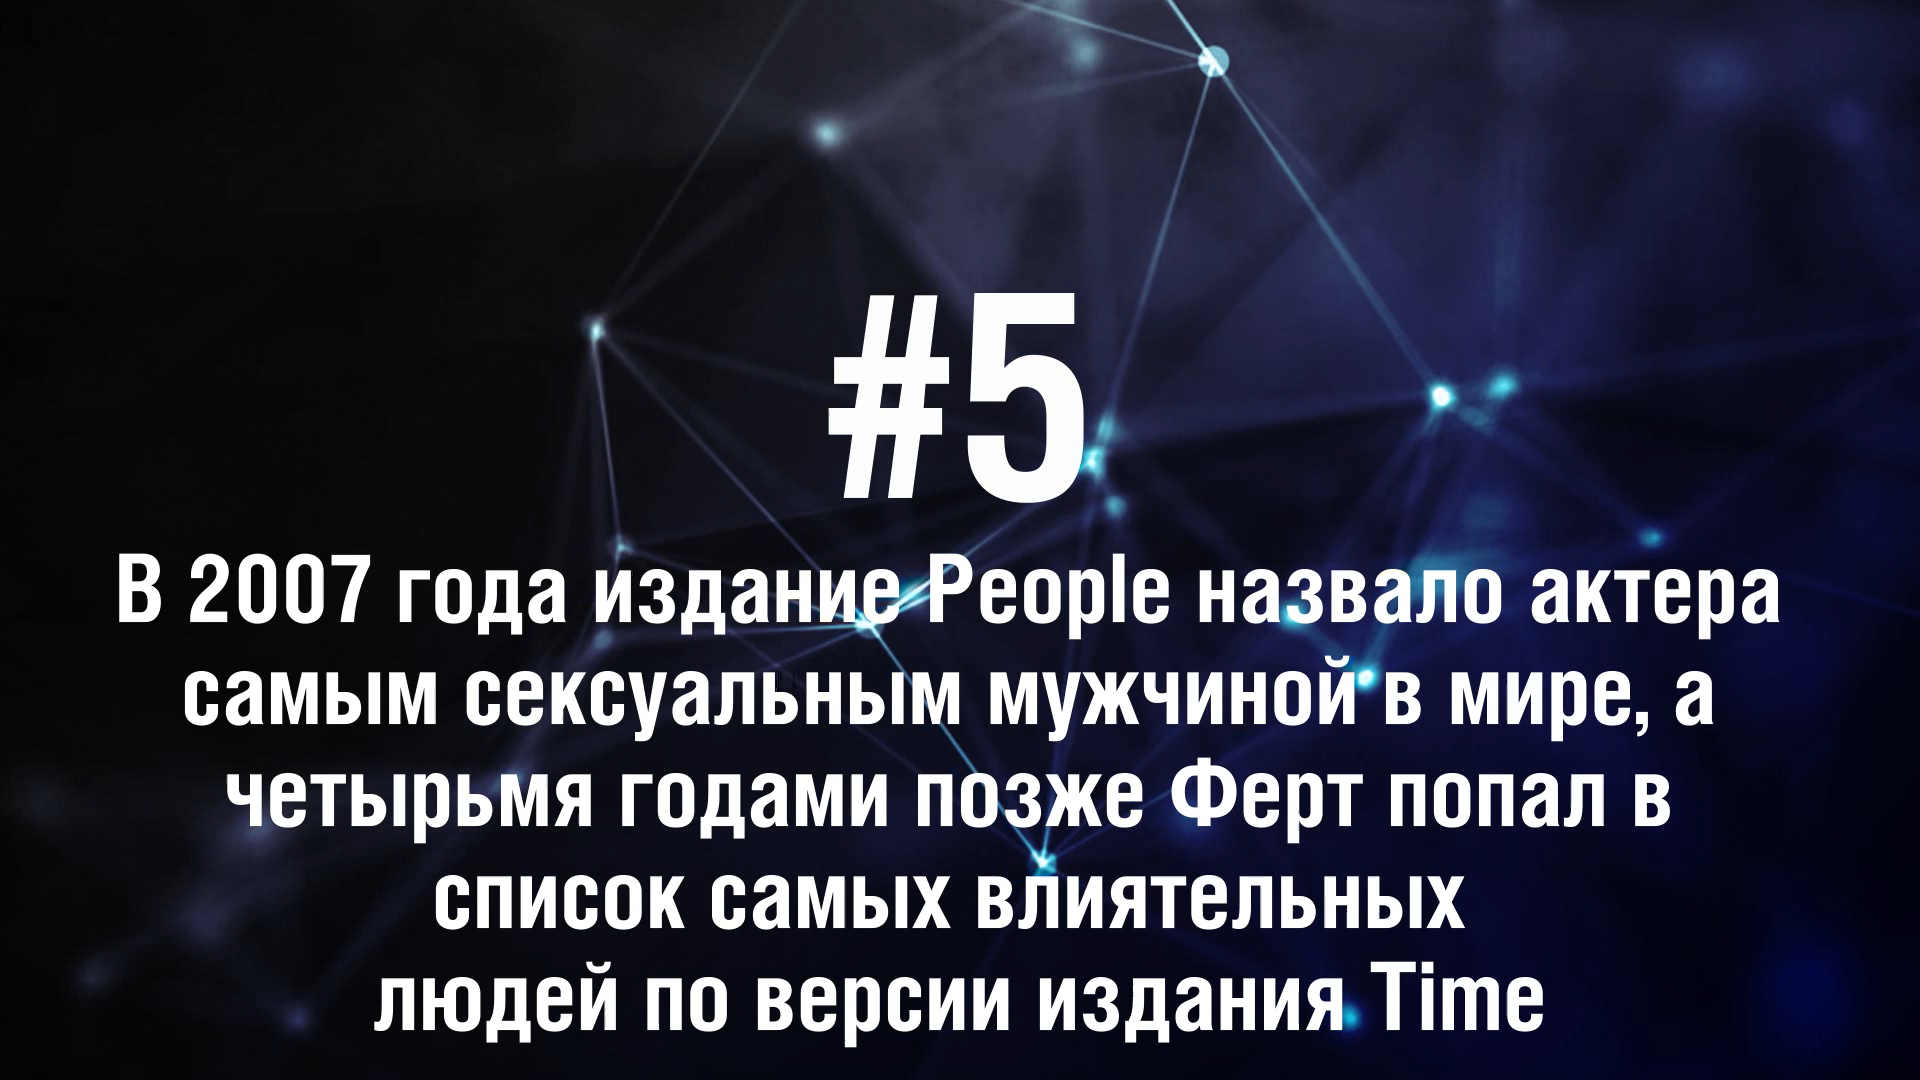 #5
В 2007 года издание People назвало актера
самым сексуальным мужчиной в мире, а
четырьмя годами позже Ферт попал в
список самых влиятельных
людей по версии издания Time